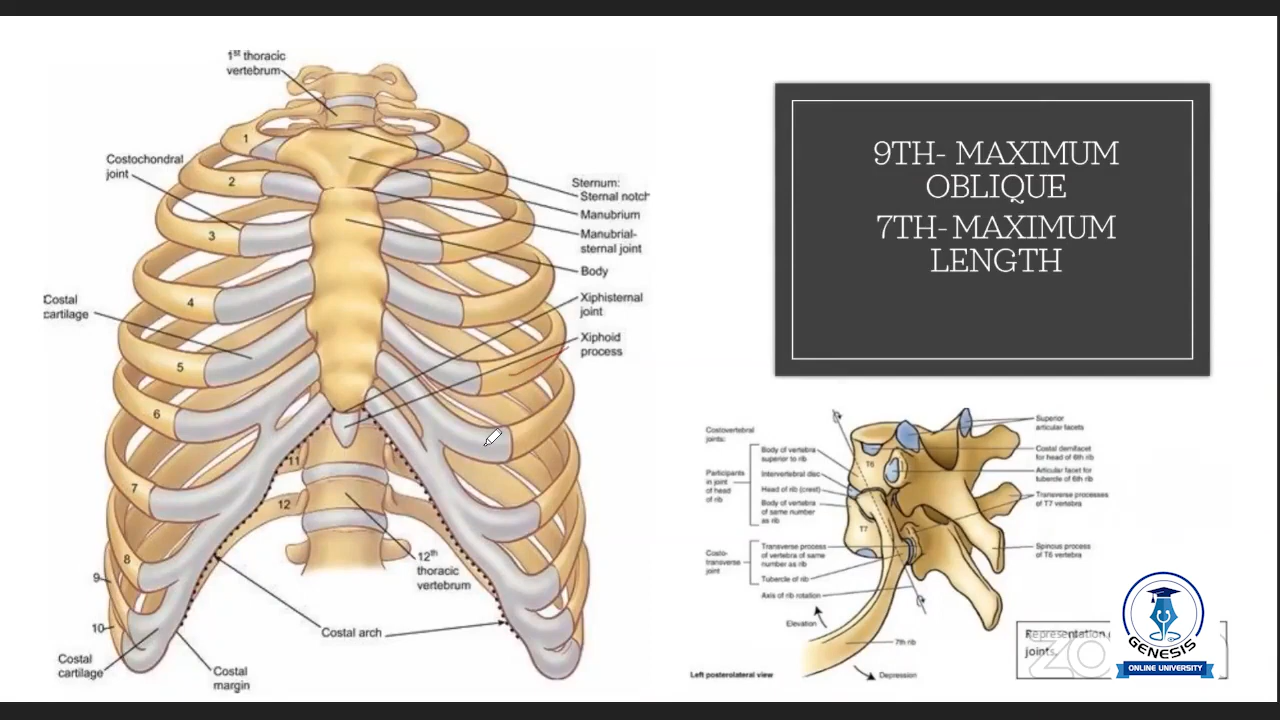 1st thoracic
vertebrum
Costochondral
joint
Costal
cartilage
1
2
3
4
5
6
7
8
9
10
11
12
Sternum:
Sternal notch
Manubrium
Manubrial-
sternal joint
Body
Xiphisternal
joint
Xiphoid
process
12th
thoracic
vertebrum
Costal arch
Costal
cartilage
Costal
margin
9TH- MAXIMUM
OBLIQUE
7TH- MAXIMUM
LENGTH
Costovertebral
joints:
Participants
in joint
of head
of rib
Body of vertebra
superior to rib
Intervertebral disc
Head of rib (crest)
Body of vertebra
of same number
as rib
Costo-
transverse
joint
Transverse process
of vertebra of same
number as rib
Tubercle of rib
Axis of rib rotation
Elevation
7th rib
Depression
Left posterolateral view
T6
T7
Superior
articular facets
Costal demifacet
for head of 6th rib
Articular facet for
tubercle of 6th rib
Transverse processes
of T7 vertebra
Spinous process
of T6 vertebra
Representation
joints.
GENESIS
ONLINE UNIVERSITY